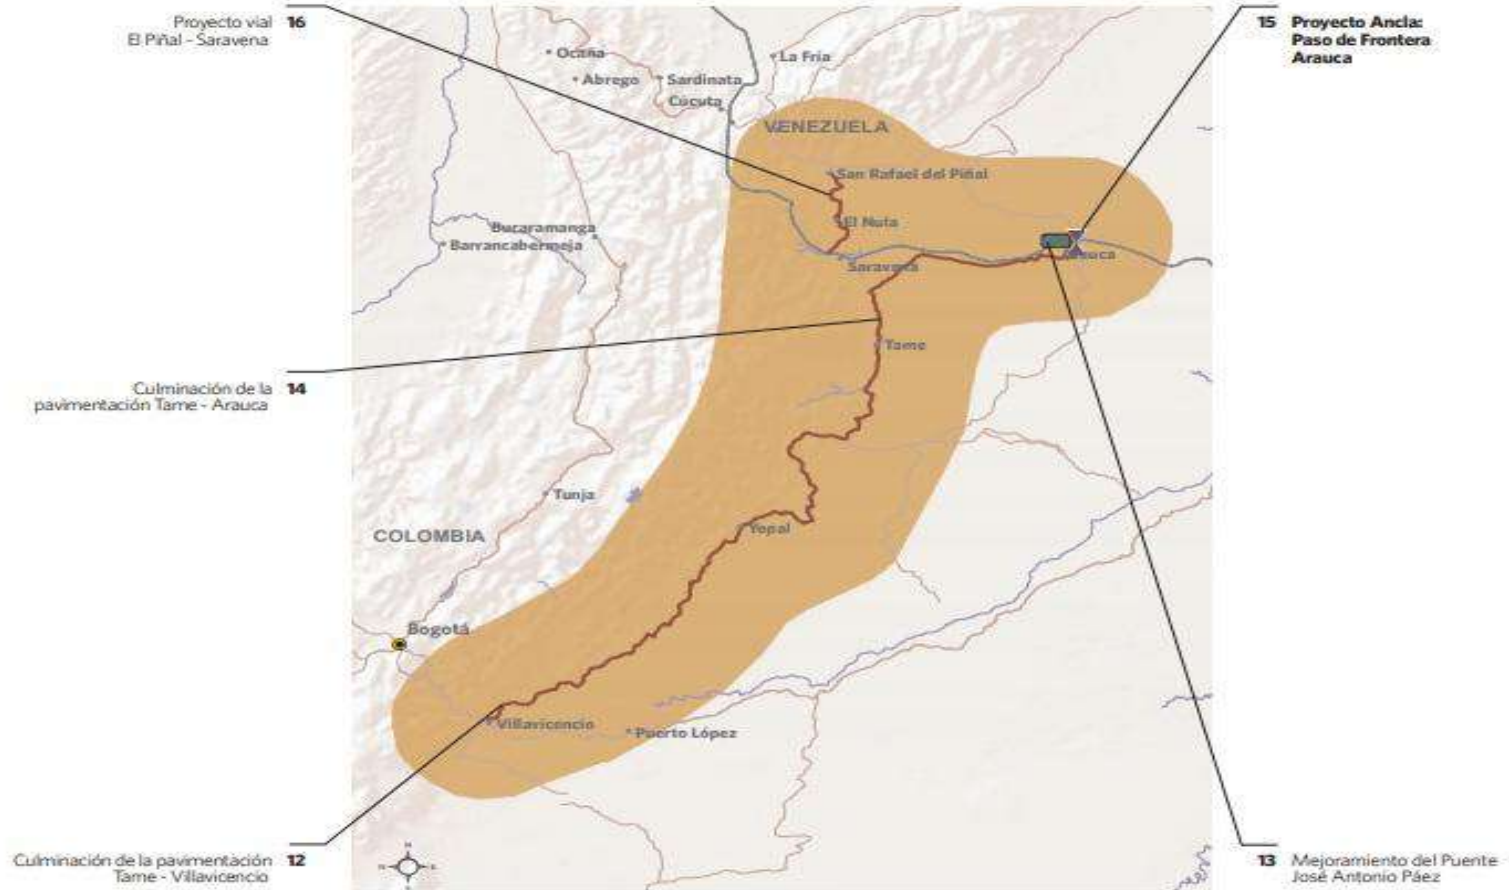 Proyecto vial 16
El Piñal - Saravena
15 Proyecto Ancla:
Paso de Frontera
Arauca
Ocaña
La Fria
Abrego
Sardinata
Cúcuta
VENEZUELA
San Rafael del Piñal
El Nula
Bucaramanga
Barrancabermeja
Arauca
Saravena
Tame
Culminación de la 14
pavimentación Tame - Arauca
Tunja
Yopal
COLOMBIA
Bogotá
Villavicencio
Puerto López
Culminación de la pavimentación 12
Tame - Villavicencio
13 Mejoramiento del Puente
José Antonio Páez